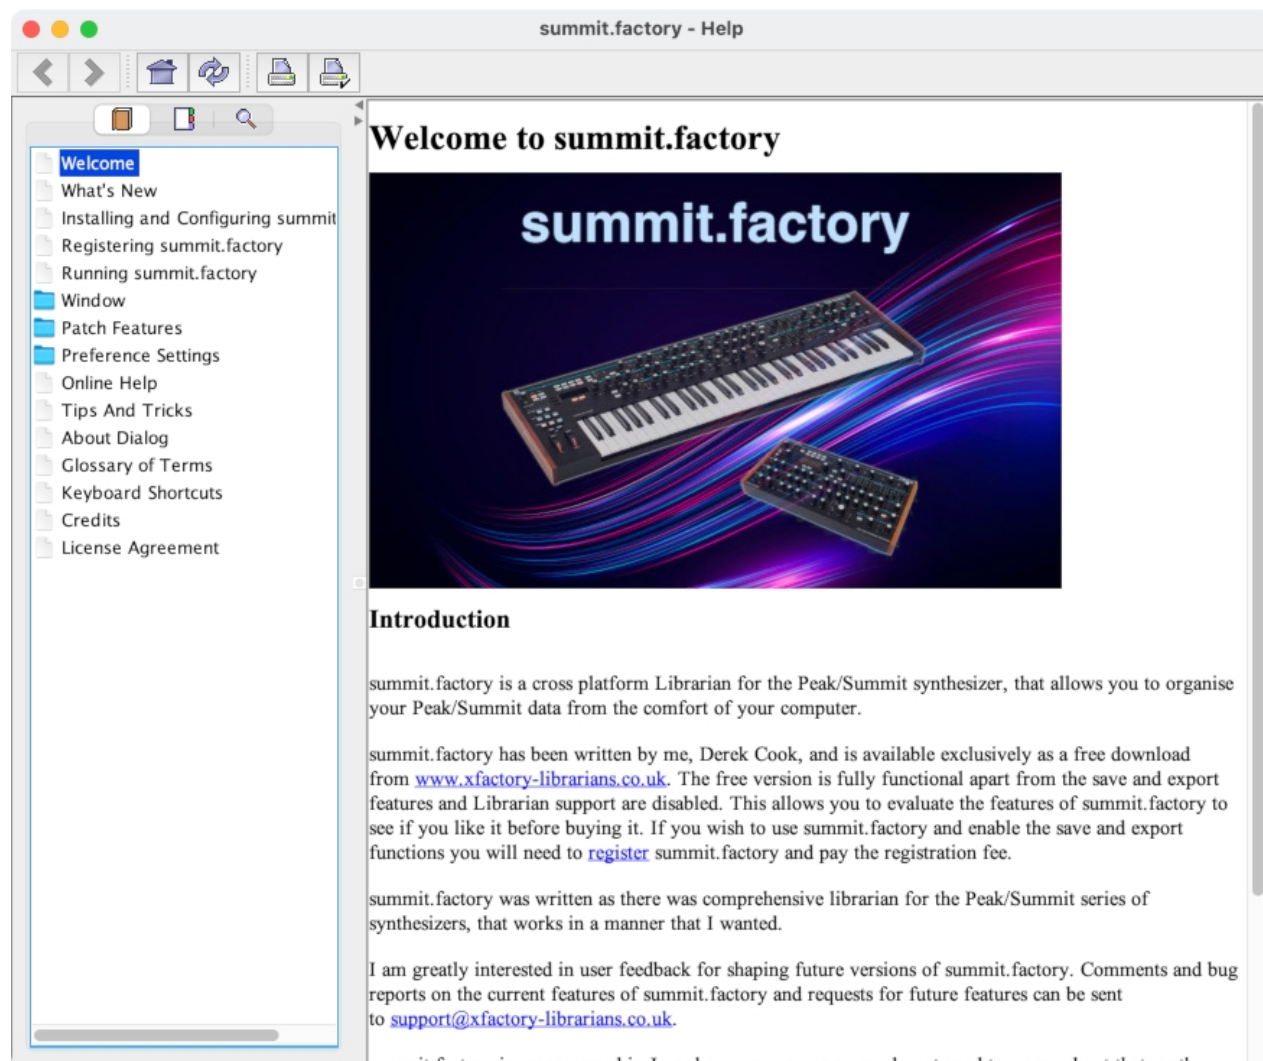 summit.factory - Help
Welcome
What's New
Installing and Configuring summit
Registering summit.factory
Running summit.factory
Window
Patch Features
Preference Settings
Online Help
Tips And Tricks
About Dialog
Glossary of Terms
Keyboard Shortcuts
Credits
License Agreement
Welcome to summit.factory
summit.factory
Introduction
summit.factory is a cross platform Librarian for the Peak/Summit synthesizer, that allows you to organise
your Peak/Summit data from the comfort of your computer.
summit.factory has been written by me, Derek Cook, and is available exclusively as a free download
from www.xfactory-librarians.co.uk. The free version is fully functional apart from the save and export
features and Librarian support are disabled. This allows you to evaluate the features of summit.factory to
see if you like it before buying it. If you wish to use summit.factory and enable the save and export
functions you will need to register summit.factory and pay the registration fee.
summit.factory was written as there was comprehensive librarian for the Peak/Summit series of
synthesizers, that works in a manner that I wanted.
I am greatly interested in user feedback for shaping future versions of summit.factory. Comments and bug
reports on the current features of summit.factory and requests for future features can be sent
to support@xfactory-librarians.co.uk.